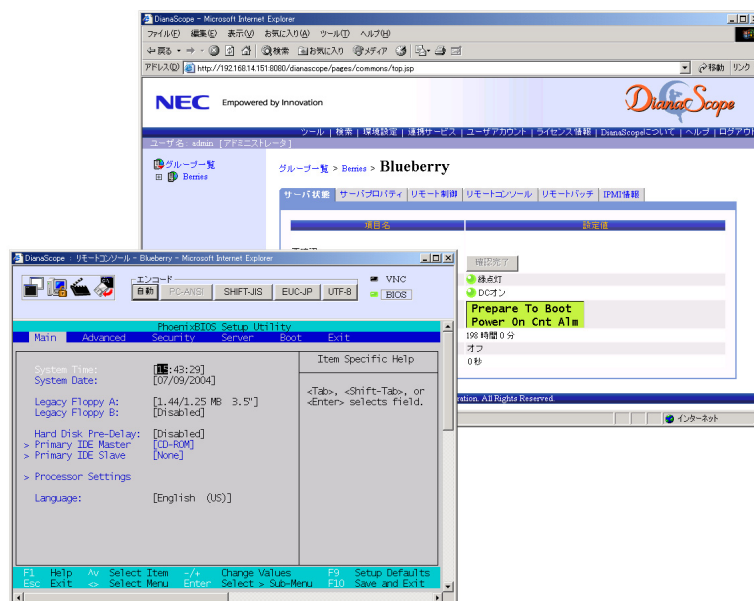 DianaScope - Microsoft Internet Explorer
ファイル(F) 編集(E) 表示(V) お気に入り(A) ツール(T) ヘルプ(H)
戻る 検索 お気に入り メディア
アドレス(D) http://192.168.14.151:8080/dianascope/pages/commons/top.jsp 移動 リンク
NEC Empowered by Innovation DianaScope
ツール | 検索 | 環境設定 | 連携サービス | ユーザアカウント | ライセンス情報 | DianaScopeについて | ヘルプ | ログアウト
ユーザ名: admin [アドミニストレータ]
グループ一覧
Berries
グループ一覧 > Berries > Blueberry
サーバ状態 サーバプロパティ リモート制御 リモートコンソール リモートバッチ IPMI情報
項目名 設定値
確認完了
緑点灯
DCオン
Prepare To Boot
Power On Cnt Alm
198 時間 0 分
オフ
0 秒
ration. All Rights Reserved.
インターネット
DianaScope : リモートコンソール - Blueberry - Microsoft Internet Explorer
エンコード
自動 PC-ANSI SHIFT-JIS EUC-JP UTF-8
VNC
BIOS
PhoenixBIOS Setup Utility
Main Advanced Security Server Boot Exit
Item Specific Help
System Time: [15:43:29]
System Date: [07/09/2004]
<Tab>, <Shift-Tab>, or
<Enter> selects field.
Legacy Floppy A: [1.44/1.25 MB 3.5"]
Legacy Floppy B: [Disabled]
Hard Disk Pre-Delay: [Disabled]
> Primary IDE Master [CD-ROM]
> Primary IDE Slave [None]
> Processor Settings
Language: [English (US)]
F1 Help ^v Select Item -/+ Change Values F9 Setup Defaults
Esc Exit <> Select Menu Enter Select > Sub-Menu F10 Save and Exit